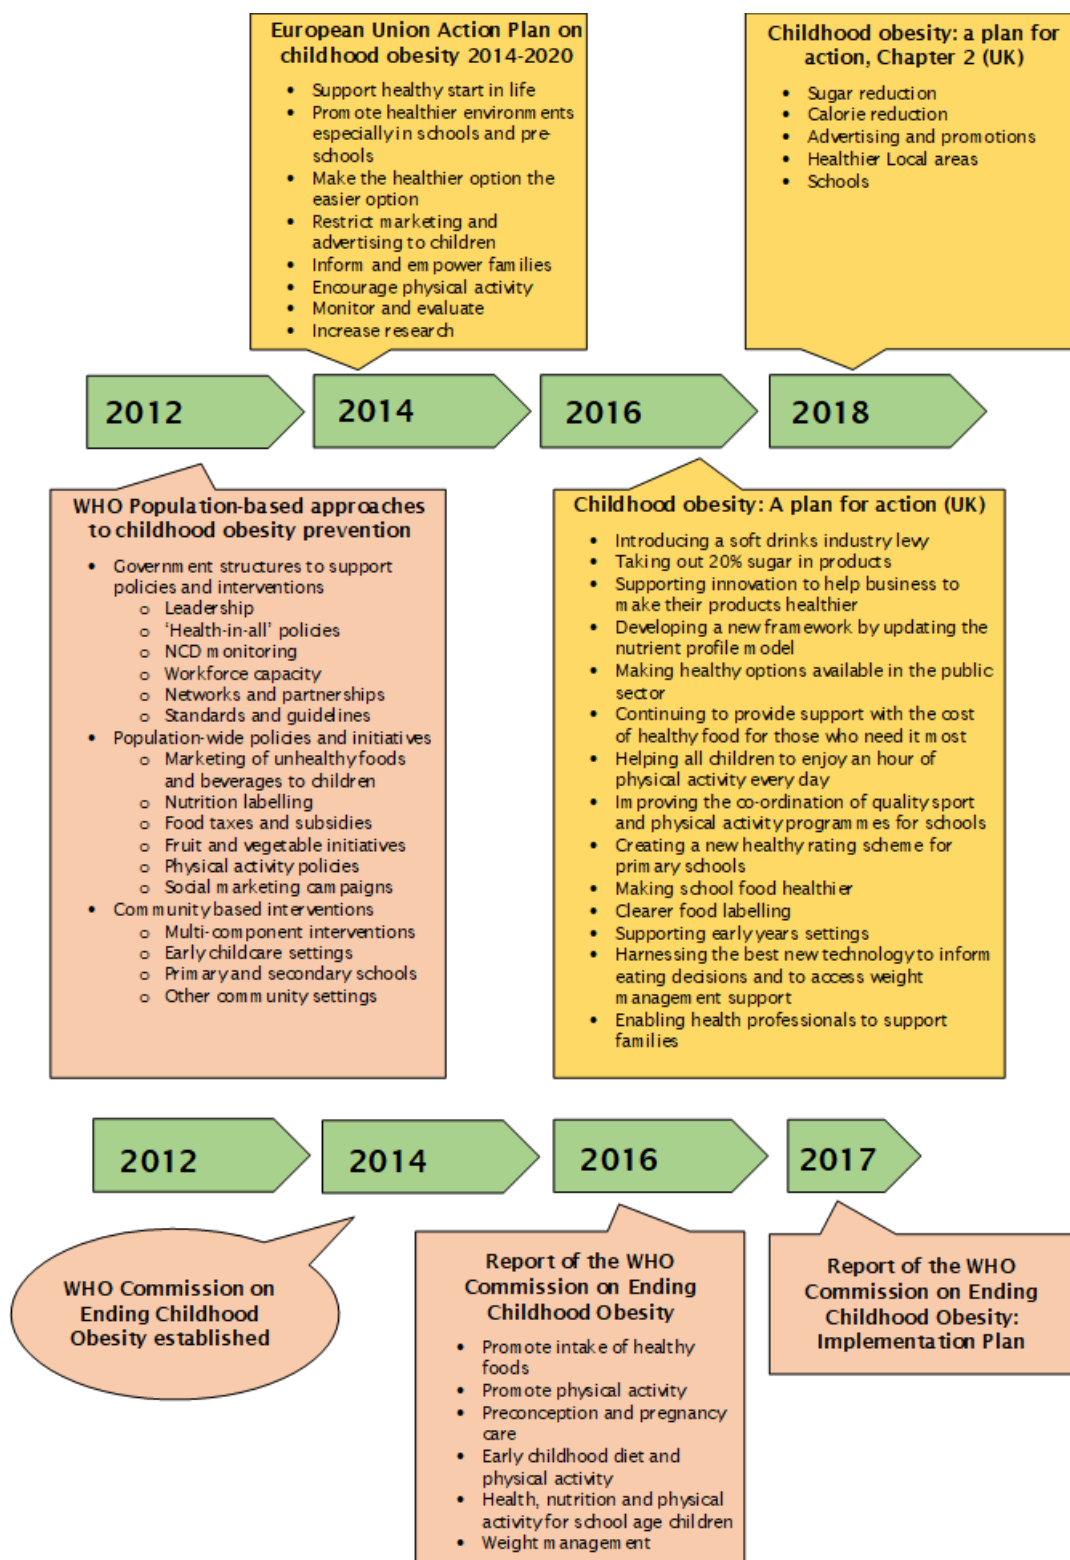 European Union Action Plan on
childhood obesity 2014-2020
• Support healthy start in life
• Promote healthier environments
especially in schools and pre-
schools
• Make the healthier option the
easier option
• Restrict marketing and
advertising to children
• Inform and empower families
• Encourage physical activity
• Monitor and evaluate
• Increase research
Childhood obesity: a plan for
action, Chapter 2 (UK)
• Sugar reduction
• Calorie reduction
• Advertising and promotions
• Healthier Local areas
• Schools
2012
2014
2016
2018
WHO Population-based approaches
to childhood obesity prevention
• Government structures to support
policies and interventions
o Leadership
o ‘Health-in-all’ policies
o NCD monitoring
o Workforce capacity
o Networks and partnerships
o Standards and guidelines
• Population-wide policies and initiatives
o Marketing of unhealthy foods
and beverages to children
o Nutrition labelling
o Food taxes and subsidies
o Fruit and vegetable initiatives
o Physical activity policies
o Social marketing campaigns
• Community based interventions
o Multi-component interventions
o Early childcare settings
o Primary and secondary schools
o Other community settings
Childhood obesity: A plan for action (UK)
• Introducing a soft drinks industry levy
• Taking out 20% sugar in products
• Supporting innovation to help business to
make their products healthier
• Developing a new framework by updating the
nutrient profile model
• Making healthy options available in the public
sector
• Continuing to provide support with the cost
of healthy food for those who need it most
• Helping all children to enjoy an hour of
physical activity every day
• Improving the co-ordination of quality sport
and physical activity programmes for schools
• Creating a new healthy rating scheme for
primary schools
• Making school food healthier
• Clearer food labelling
• Supporting early years settings
• Harnessing the best new technology to inform
eating decisions and to access weight
management support
• Enabling health professionals to support
families
2012
2014
2016
2017
WHO Commission on
Ending Childhood
Obesity established
Report of the WHO
Commission on Ending
Childhood Obesity
• Promote intake of healthy
foods
• Promote physical activity
• Preconception and pregnancy
care
• Early childhood diet and
physical activity
• Health, nutrition and physical
activity for school age children
• Weight management
Report of the WHO
Commission on Ending
Childhood Obesity:
Implementation Plan